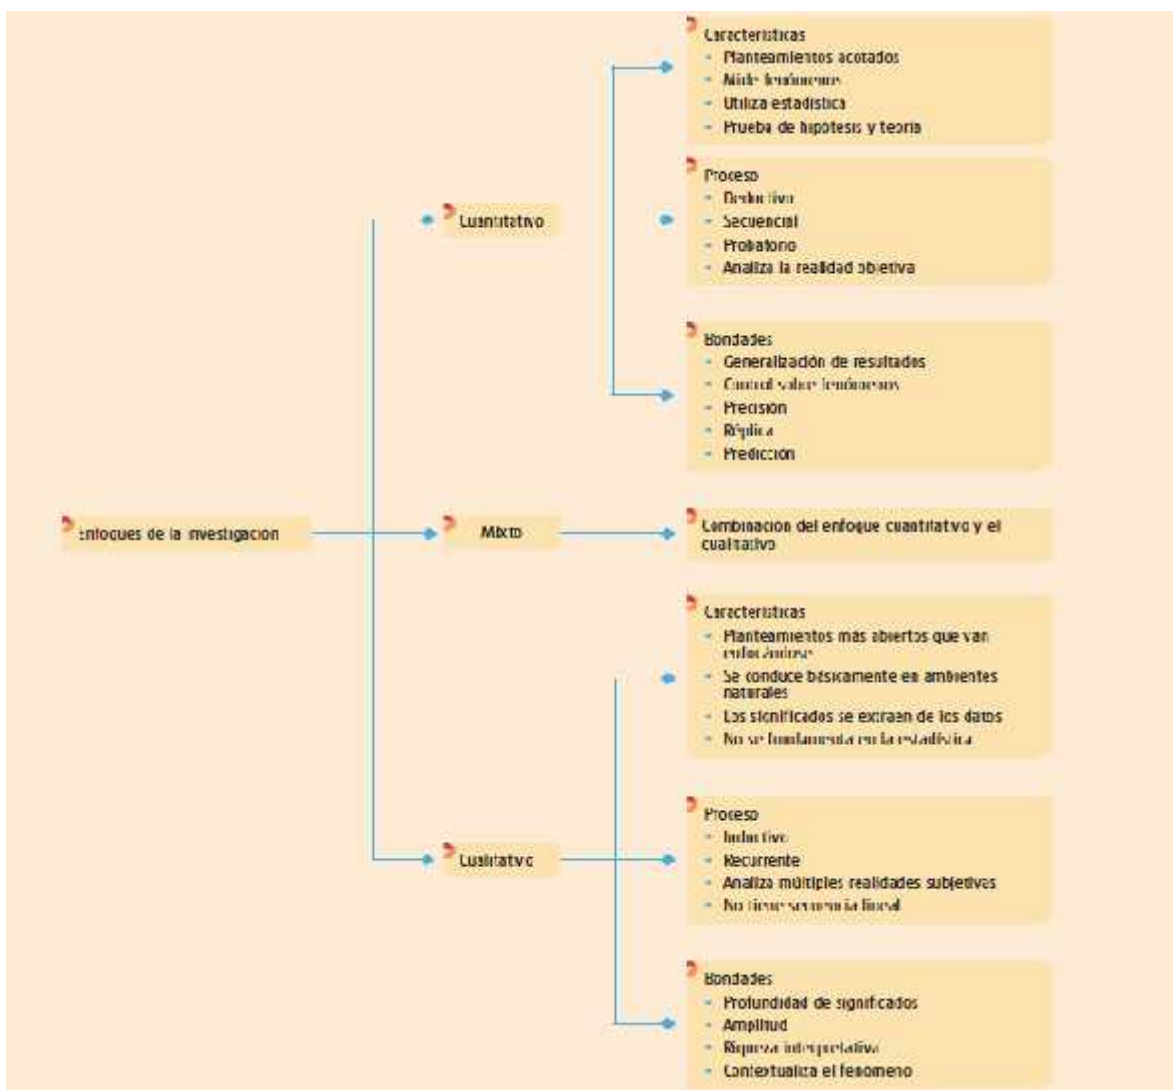 Enfoques de la investigación
Cuantitativo
Características
- Planteamientos acotados
- Mide fenómenos
- Utiliza estadística
- Prueba de hipótesis y teoría
Proceso
- Deductivo
- Secuencial
- Probatorio
- Analiza la realidad objetiva
Bondades
- Generalización de resultados
- Control sobre fenómenos
- Precisión
- Réplica
- Predicción
Mixto
Combinación del enfoque cuantitativo y el
cualitativo
Cualitativo
Características
- Planteamientos más abiertos que van
enfocándose
- Se conduce básicamente en ambientes
naturales
- Los significados se extraen de los datos
- No se fundamenta en la estadística
Proceso
- Inductivo
- Recurrente
- Analiza múltiples realidades subjetivas
- No tiene secuencia lineal
Bondades
- Profundidad de significados
- Amplitud
- Riqueza interpretativa
- Contextualiza el fenómeno